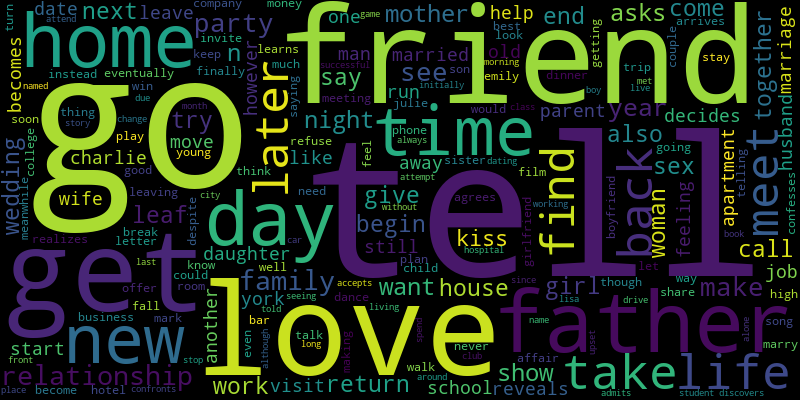 turn
attend
date
company
money
game
becomes
next
leave
party
one
mother
help
end
asks
come
together
marriage
home
invite
learns
best
look
arrives
couple
friend
instead
eventually
keep
n
however
man
married
old
getting
trip
stay
named
win
finally
much
successful
say
see
son
emily
morning
dinner
met
live
soon
due
month
saying
meeting
run
julie
initially
boy
thing
story
change
try
later
night
time
would
class
parent
year
decides
husband
college
play
move
refuse
phone
always
also
go
charlie
young
like
away
sister
dating
film
going
wedding
meanwhile
good
think
feel
attempt
find
back
woman
sex
feeling
apartment
telling
meet
confesses
wife
leaving
city
need
give
without
agrees
girlfriend
working
boyfriend
book
tell
realizes
leaf
despite
day
begin
kiss
call
break
letter
daughter
car
still
plan
hospital
get
last
could
know
room
well
child
since
let
way
job
offer
family
want
house
girl
though
share
make
high
fall
york
seeing
accepts
dance
living
lisa
drive
new
business
mark
another
told
love
father
song
bar
name
alone
start
even
although
talk
long
making
spend
never
club
affair
upset
marry
front
stop
relationship
walk
show
take
life
place
become
hotel
confronts
work
visit
return
around
school
reveals
admits
student
discovers